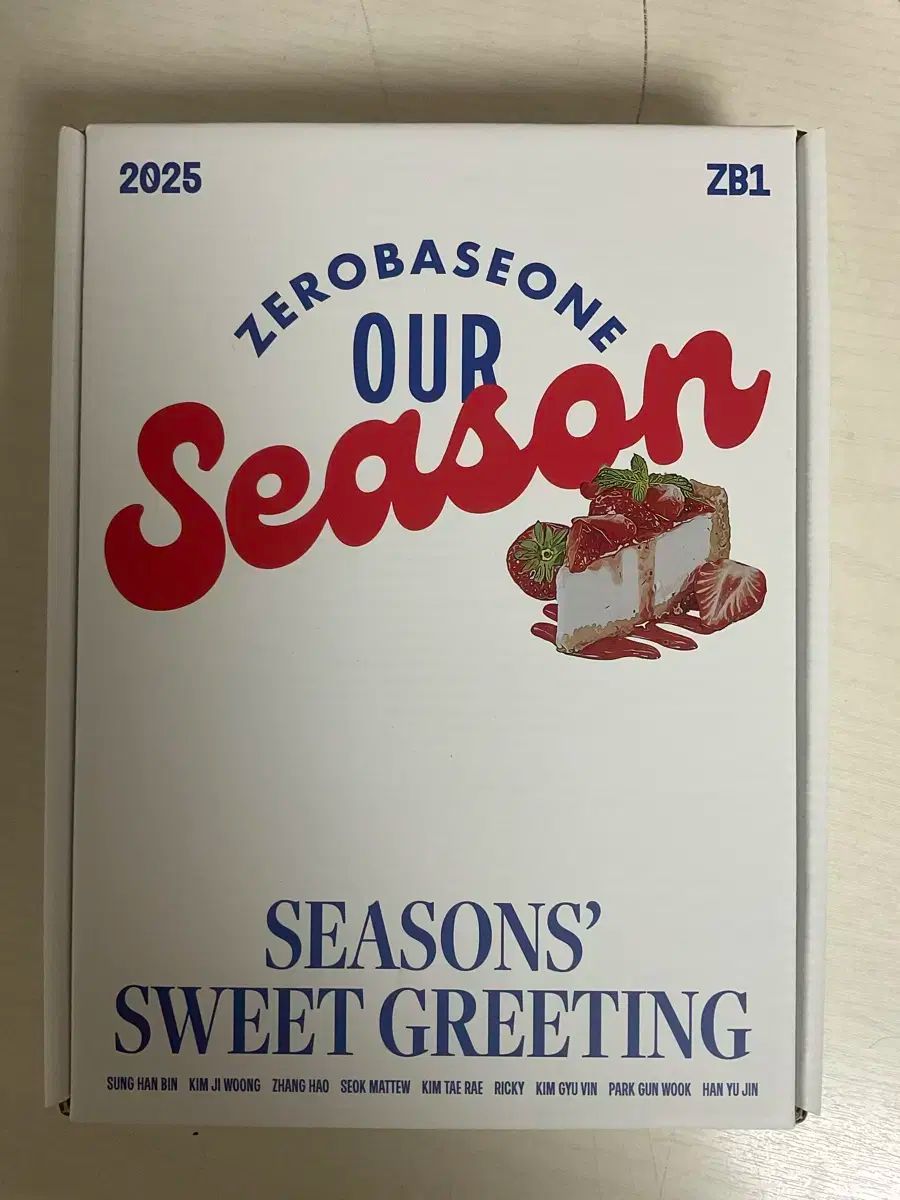 2025
ZB1
ZEROBASEONE
OUR
Season
SEASONS'
SWEET GREETING
SUNG HAN BIN KIM JI WOONG ZHANG HAO SEOK MATTEW KIM TAE RAE RICKY KIM GYU VIN PARK GUN WOOK HAN YU JIN